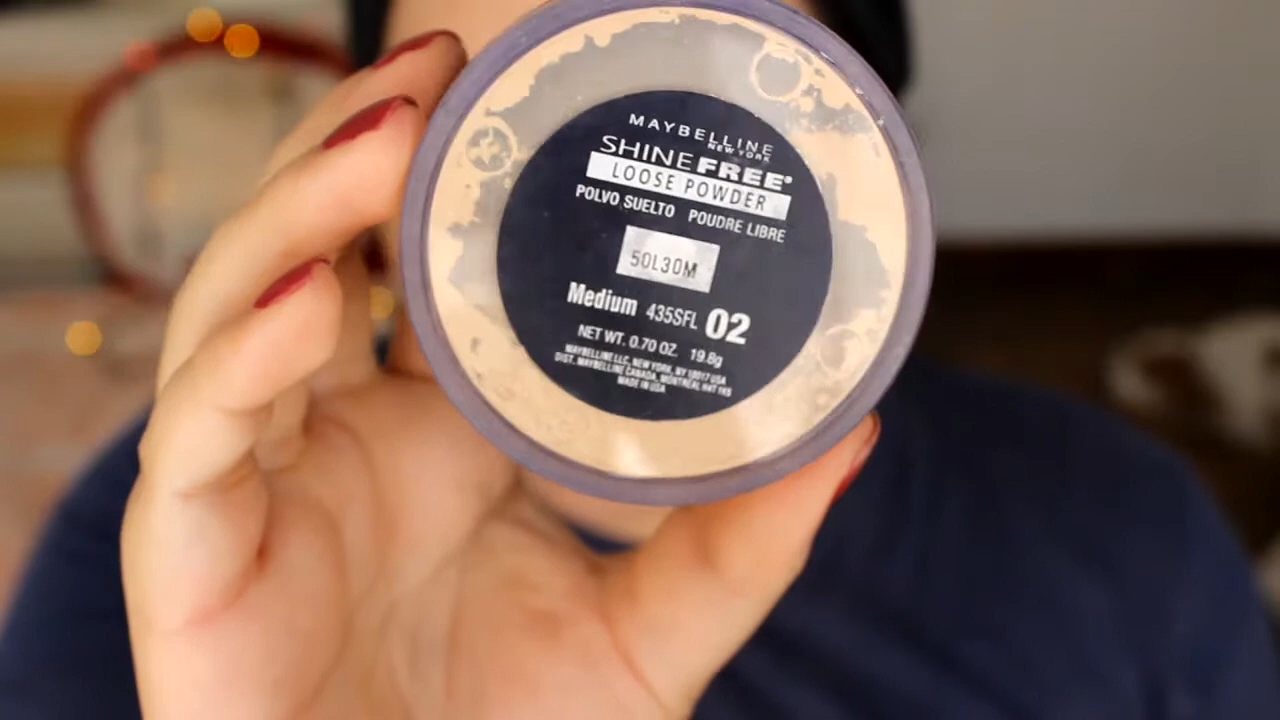 MAYBELLINE
NEW YORK
SHINE FREE®
LOOSE POWDER
POLVO SUELTO POUDRE LIBRE
50L30M
Medium 435SFL 02
NET WT. 0.70 OZ. 19.8g
MAYBELLINE LLC, NEW YORK, NY 10017 USA
DIST. MAYBELLINE CANADA, MONTRÉAL H4T 1K5
MADE IN USA